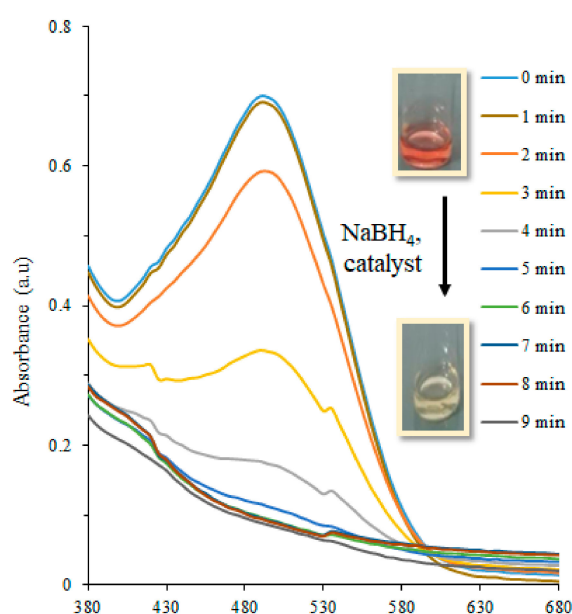 0.8
0.6
0.4
0.2
0
Absorbance (a.u)
380 430 480 530 580 630 680
NaBH₄,
catalyst
0 min
1 min
2 min
3 min
4 min
5 min
6 min
7 min
8 min
9 min